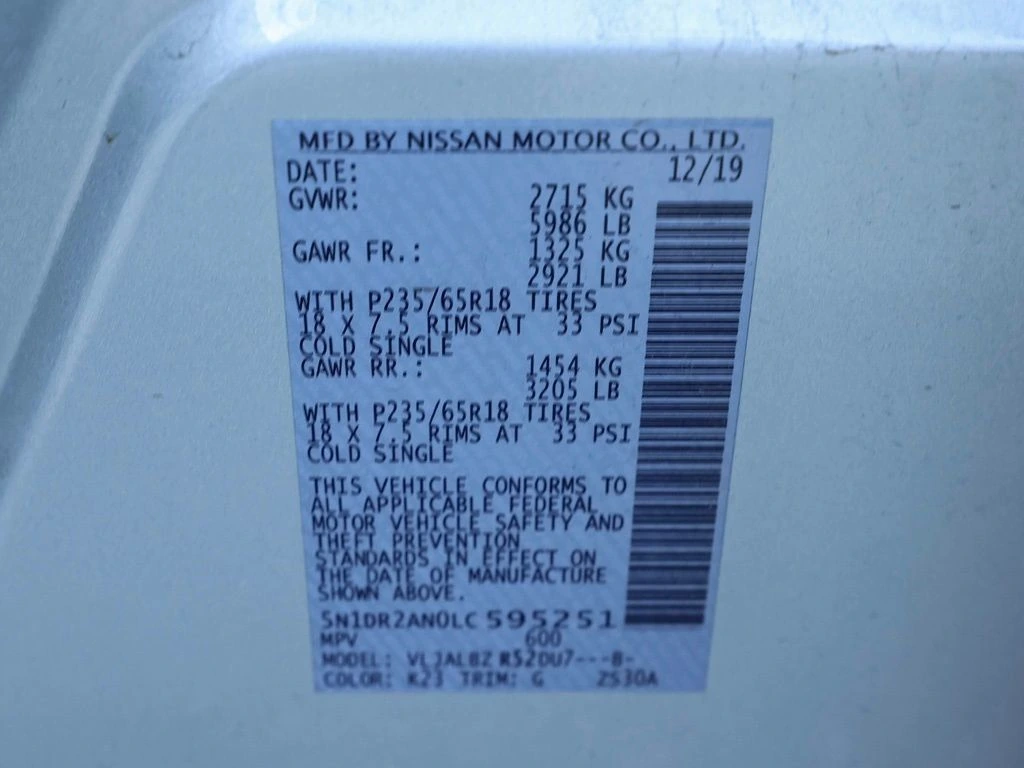 MFD BY NISSAN MOTOR CO., LTD.
DATE: 12/19
GVWR: 2715 KG
5986 LB
GAWR FR.: 1325 KG
2921 LB
WITH P235/65R18 TIRES
18 X 7.5 RIMS AT 33 PSI
COLD SINGLE
GAWR RR.: 1454 KG
3205 LB
WITH P235/65R18 TIRES
18 X 7.5 RIMS AT 33 PSI
COLD SINGLE
THIS VEHICLE CONFORMS TO
ALL APPLICABLE FEDERAL
MOTOR VEHICLE SAFETY AND
THEFT PREVENTION
STANDARDS IN EFFECT ON
THE DATE OF MANUFACTURE
SHOWN ABOVE.
5N1DR2AN0LC595251
MPV 600
MODEL: R52DU7---B-
COLOR: K23 TRIM: G ZS30A